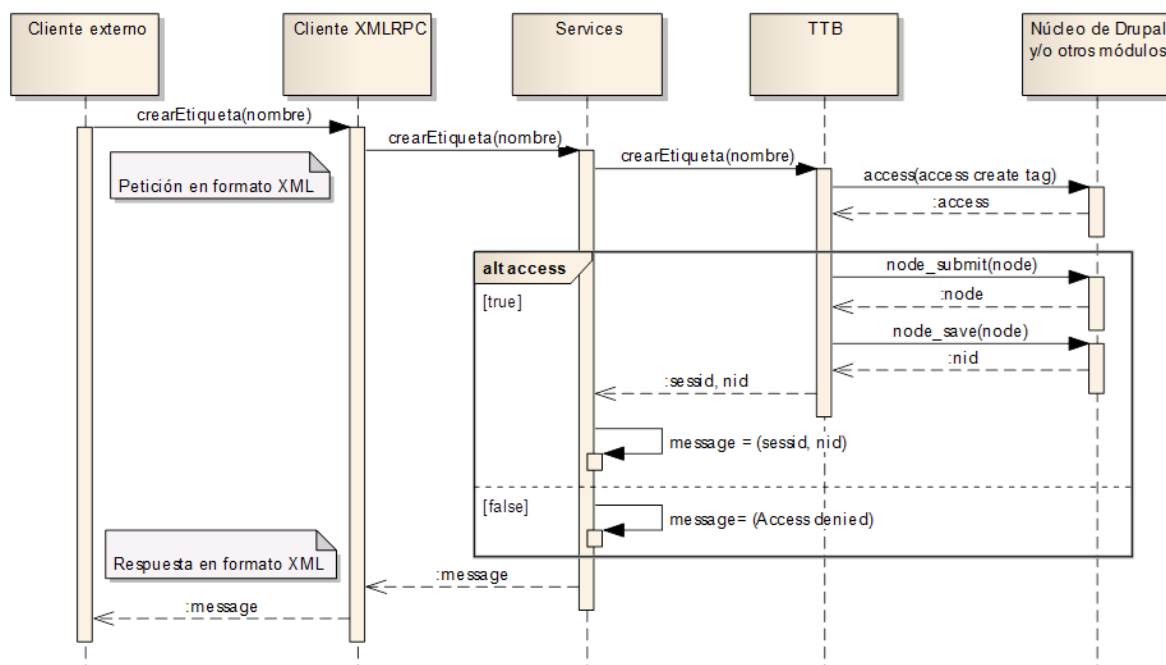 Cliente externo
Cliente XMLRPC
Services
TTB
Núcleo de Drupal
y/o otros módulos
crearEtiqueta(nombre)
crearEtiqueta(nombre)
crearEtiqueta(nombre)
Petición en formato XML
access(access create tag)
:access
alt access
[true]
node_submit(node)
:node
node_save(node)
:nid
:sessid, nid
message = (sessid, nid)
[false]
message= (Access denied)
Respuesta en formato XML
:message
:message